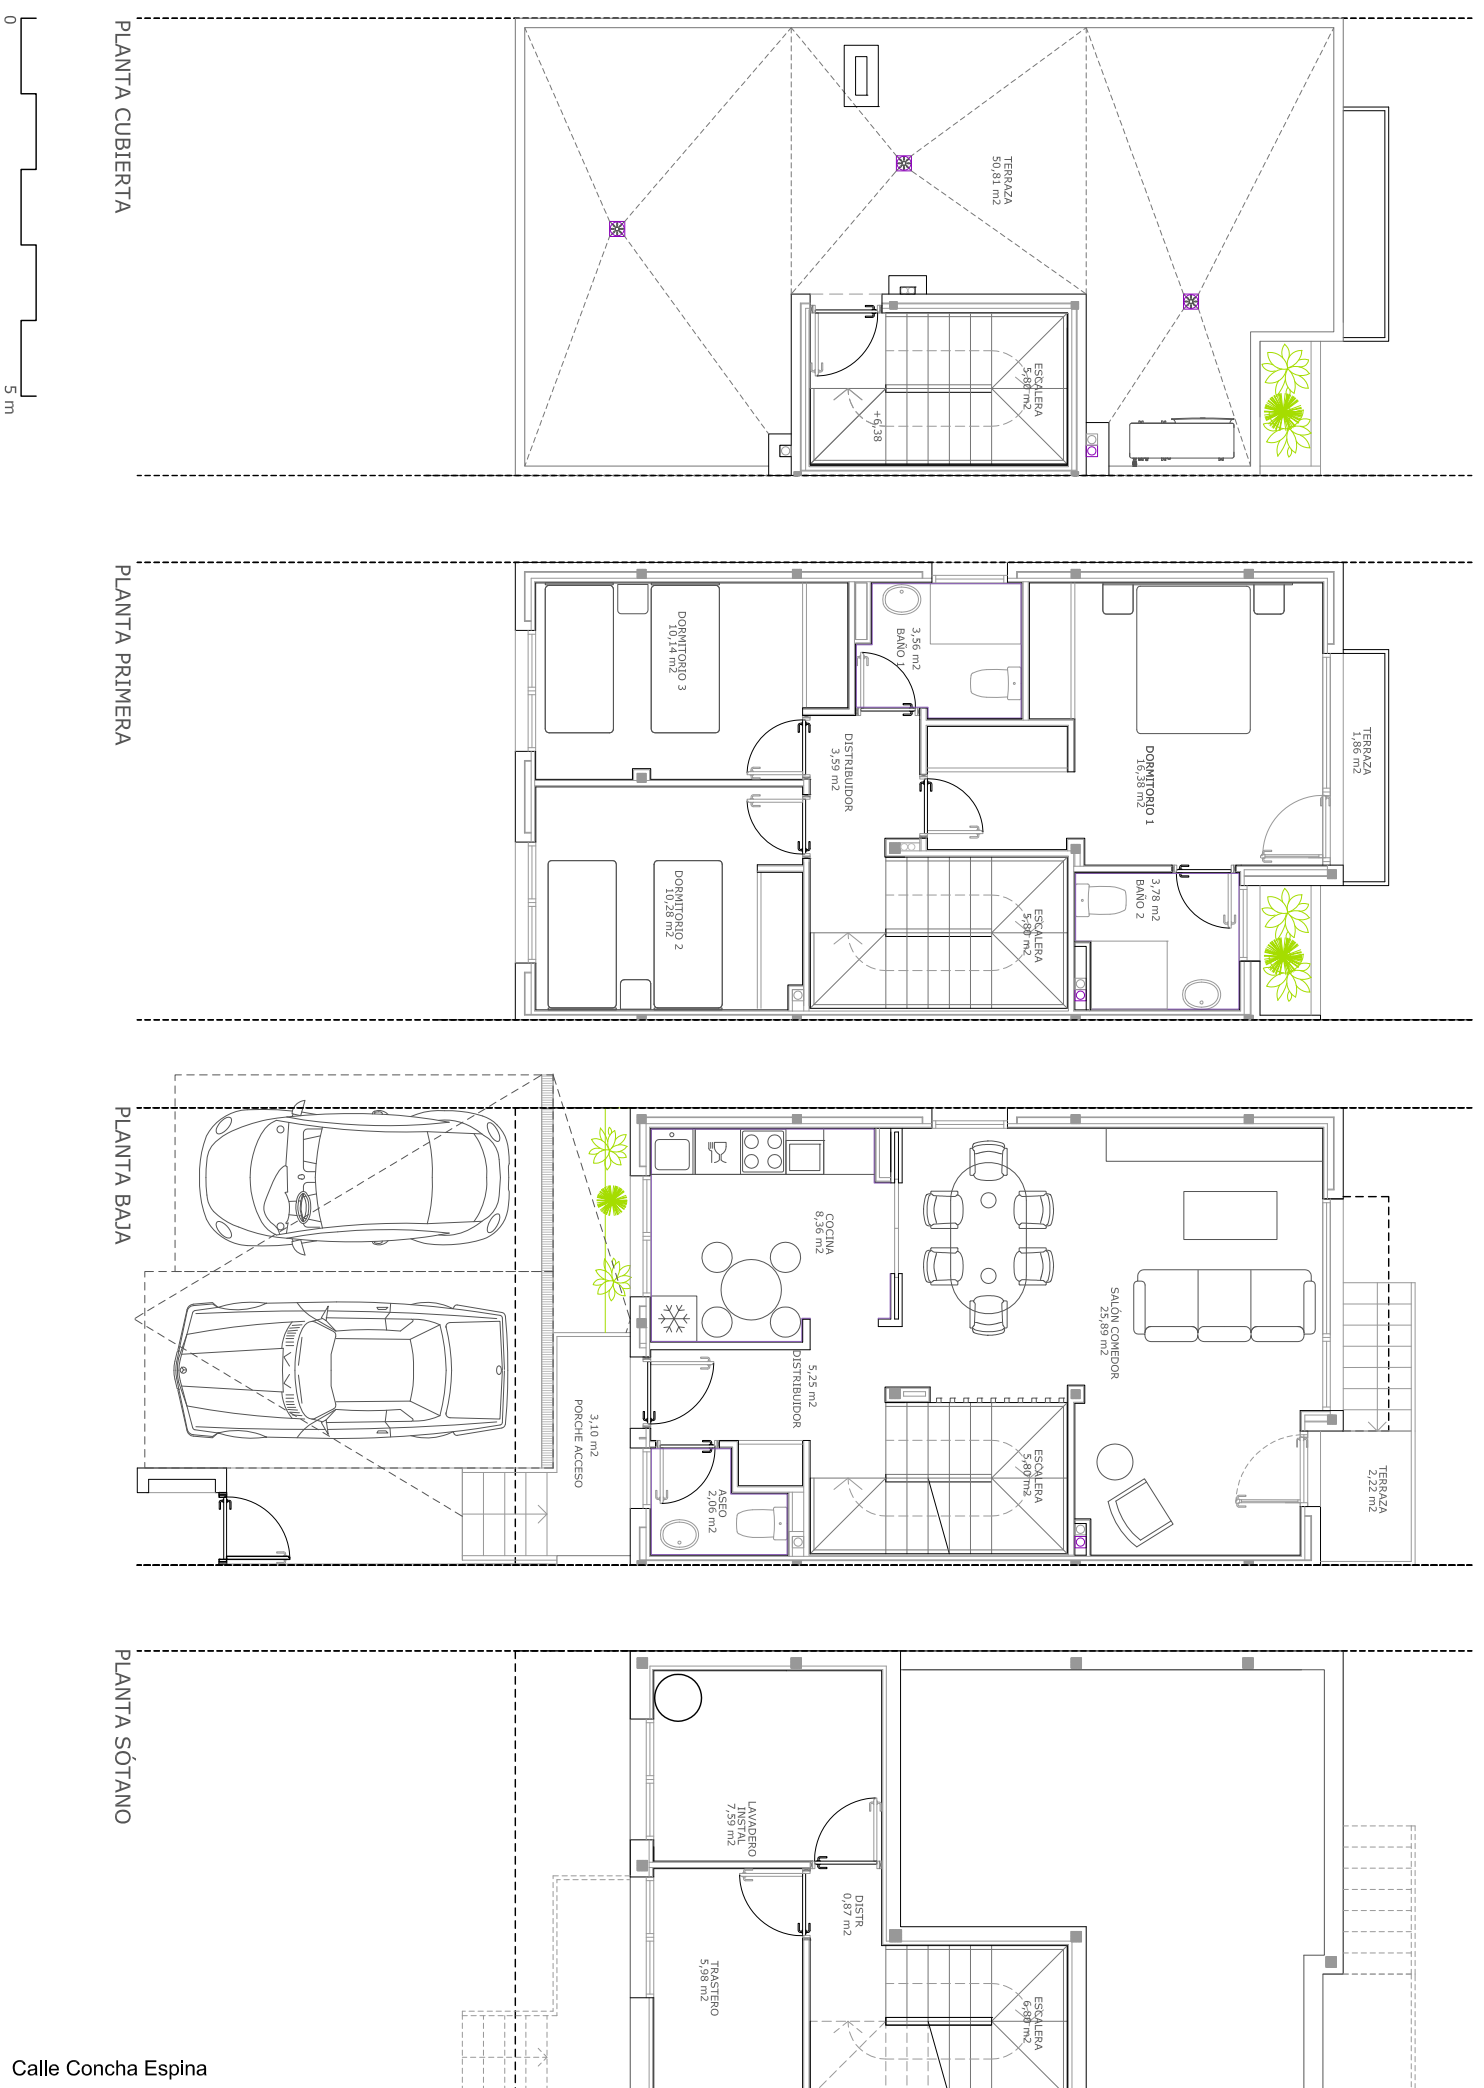 0
5 m
PLANTA CUBIERTA
TERRAZA
50,81 m2
ESCALERA
5,80 m2
+6,38
PLANTA PRIMERA
DORMITORIO 3
10,14 m2
3,56 m2
BAÑO 1
DISTRIBUIDOR
3,59 m2
DORMITORIO 1
16,38 m2
TERRAZA
1,86 m2
DORMITORIO 2
10,28 m2
ESCALERA
5,80 m2
3,78 m2
BAÑO 2
PLANTA BAJA
COCINA
8,36 m2
SALÓN COMEDOR
25,89 m2
5,25 m2
DISTRIBUIDOR
3,10 m2
PORCHE ACCESO
ASEO
2,06 m2
ESCALERA
5,80 m2
TERRAZA
2,22 m2
PLANTA SÓTANO
LAVADERO
INSTAL
7,59 m2
DISTR
0,87 m2
TRASTERO
5,98 m2
ESCALERA
6,80 m2
Calle Concha Espina